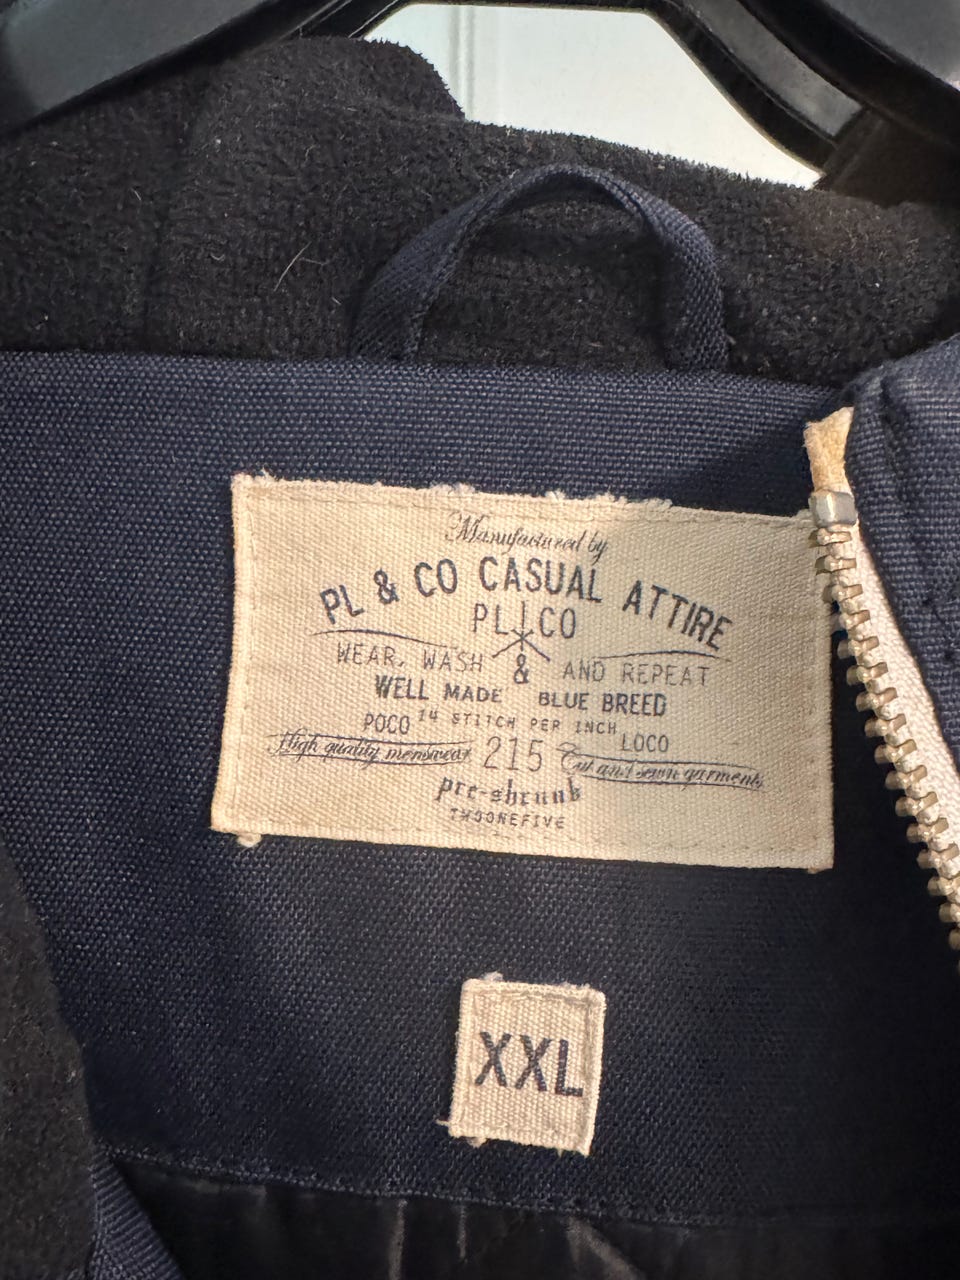 Manufactured by
PL & CO CASUAL ATTIRE
PL CO
WEAR, WASH & AND REPEAT
WELL MADE BLUE BREED
POCO 14 STITCH PER INCH LOCO
High quality menswear 215 Cut and sewn garments
pre-shrunk
TWOONEFIVE
XXL